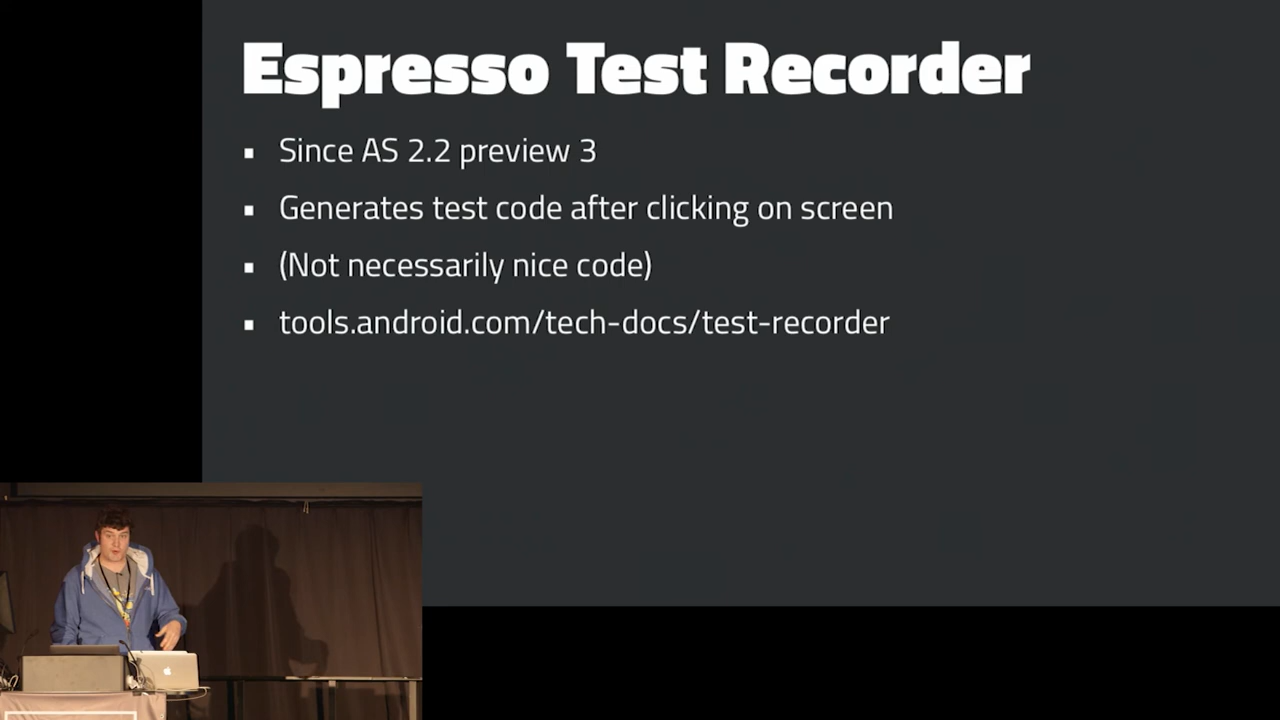 Espresso Test Recorder
▪ Since AS 2.2 preview 3
▪ Generates test code after clicking on screen
▪ (Not necessarily nice code)
▪ tools.android.com/tech-docs/test-recorder